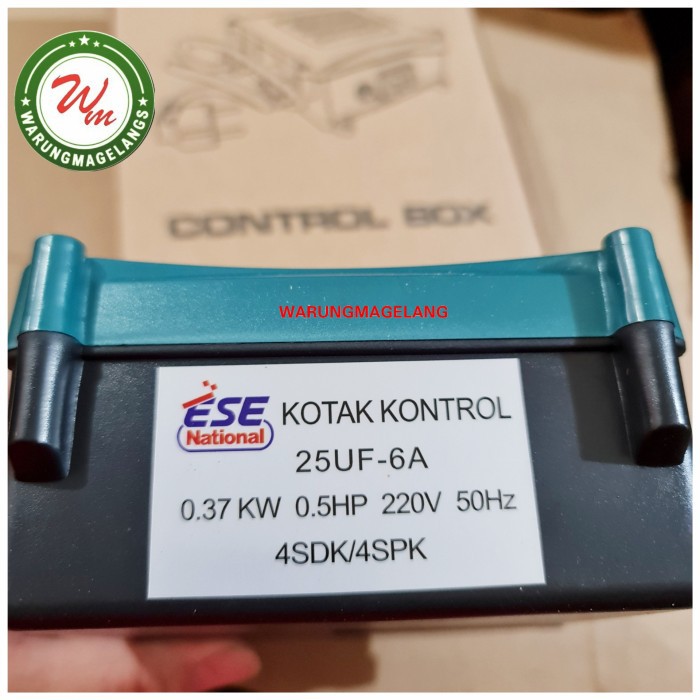 Wm
WARUNGMAGELANGS
CONTROL BOX
WARUNGMAGELANG
ESE
National
KOTAK KONTROL
25UF-6A
0.37 KW 0.5HP 220V 50Hz
4SDK/4SPK